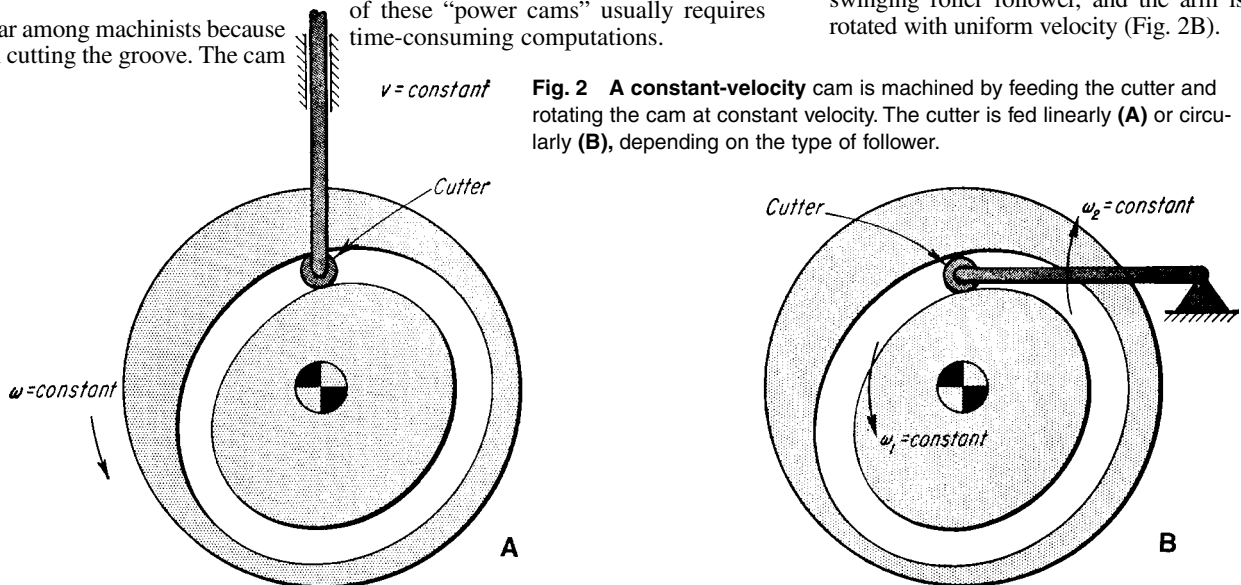 ar among machinists because
cutting the groove. The cam
of these “power cams” usually requires
time-consuming computations.
swinging roller follower, and the arm is
rotated with uniform velocity (Fig. 2B).
Fig. 2 A constant-velocity cam is machined by feeding the cutter and
rotating the cam at constant velocity. The cutter is fed linearly (A) or circu-
larly (B), depending on the type of follower.
v = constant
Cutter
ω = constant
A
Cutter
ω₂ = constant
ω₁ = constant
B